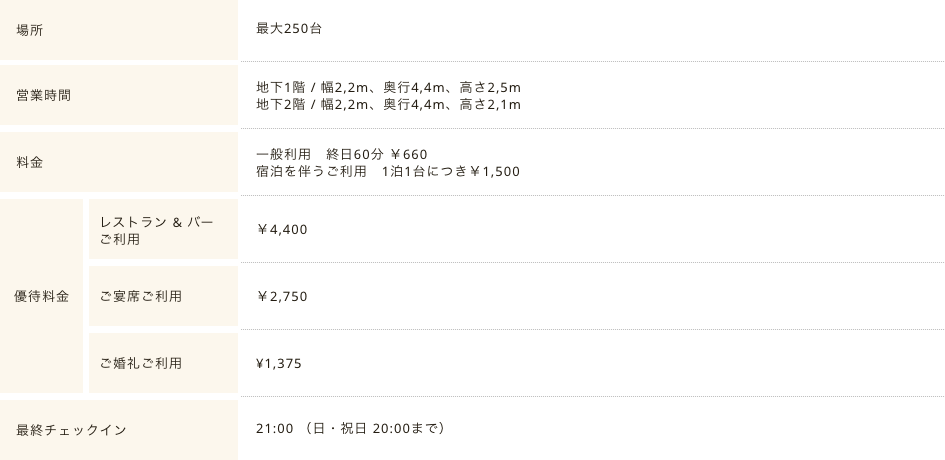 場所
最大250台
営業時間
地下1階 / 幅2,2m、奥行4,4m、高さ2,5m
地下2階 / 幅2,2m、奥行4,4m、高さ2,1m
料金
一般利用　終日60分 ￥660
宿泊を伴うご利用　1泊1台につき￥1,500
優待料金
レストラン & バー
ご利用
￥4,400
ご宴席ご利用
￥2,750
ご婚礼ご利用
¥1,375
最終チェックイン
21:00 （日・祝日 20:00まで）